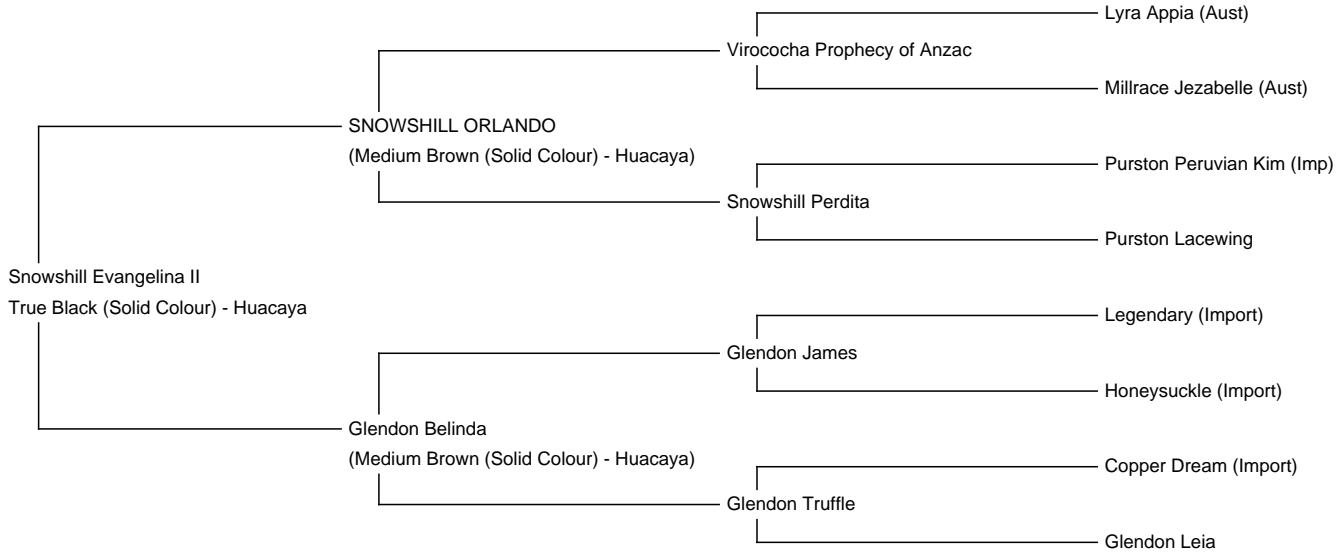 Lyra Appia (Aust)
Virococha Prophecy of Anzac
Millrace Jezabelle (Aust)
SNOWSHILL ORLANDO
(Medium Brown (Solid Colour) - Huacaya)
Purston Peruvian Kim (Imp)
Snowshill Perdita
Purston Lacewing
Snowshill Evangelina II
True Black (Solid Colour) - Huacaya
Legendary (Import)
Glendon James
Honeysuckle (Import)
Glendon Belinda
(Medium Brown (Solid Colour) - Huacaya)
Copper Dream (Import)
Glendon Truffle
Glendon Leia